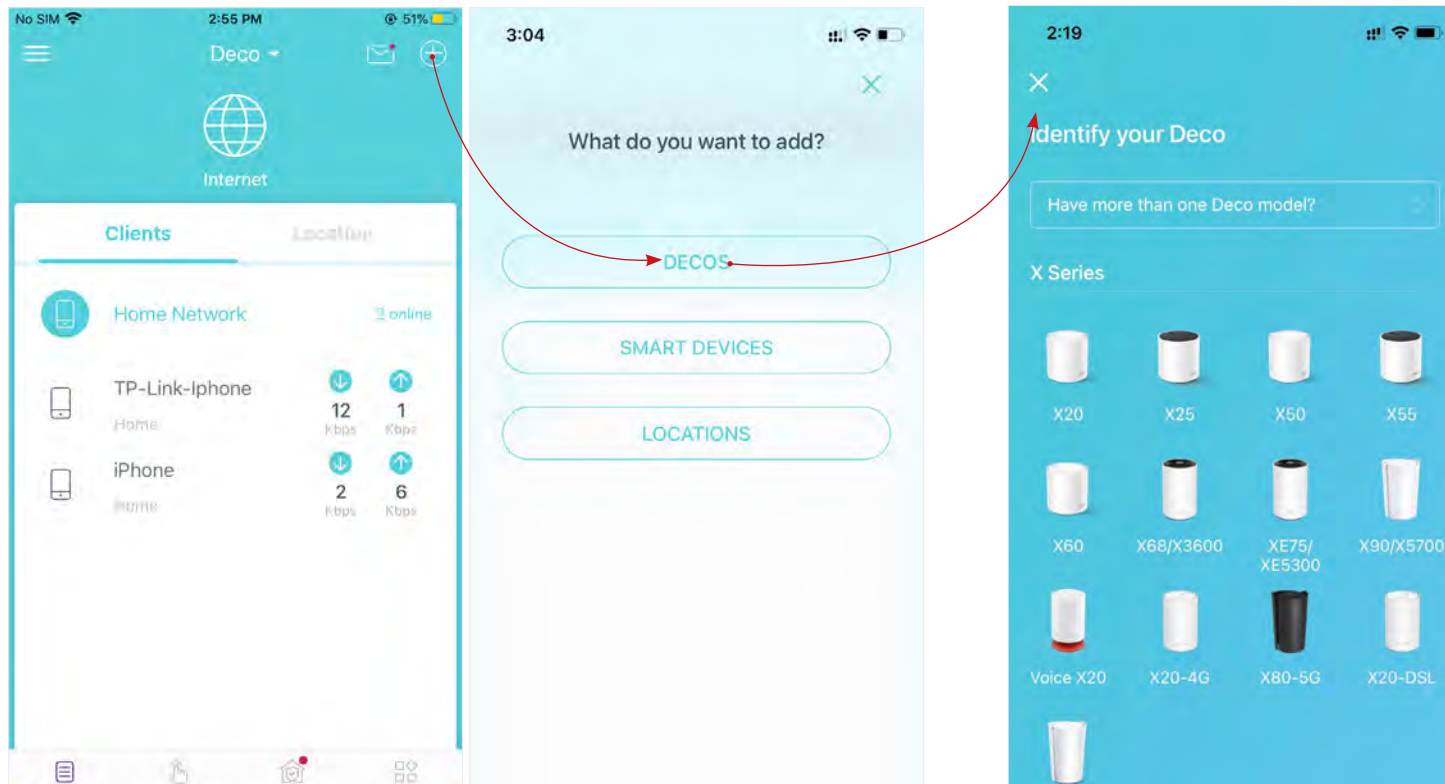 No SIM 2:55 PM 51%
Deco
Internet
Clients Location
Home Network online
TP-Link-Iphone
Home
12 1
Kbps Kbps
iPhone
Home
2 6
Kbps Kbps
3:04
What do you want to add?
DECOS
SMART DEVICES
LOCATIONS
2:19
Identify your Deco
Have more than one Deco model?
X Series
X20 X25 X50 X55
X60 X68/X3600 XE75/ X90/X5700
XE5300
Voice X20 X20-4G X80-5G X20-DSL